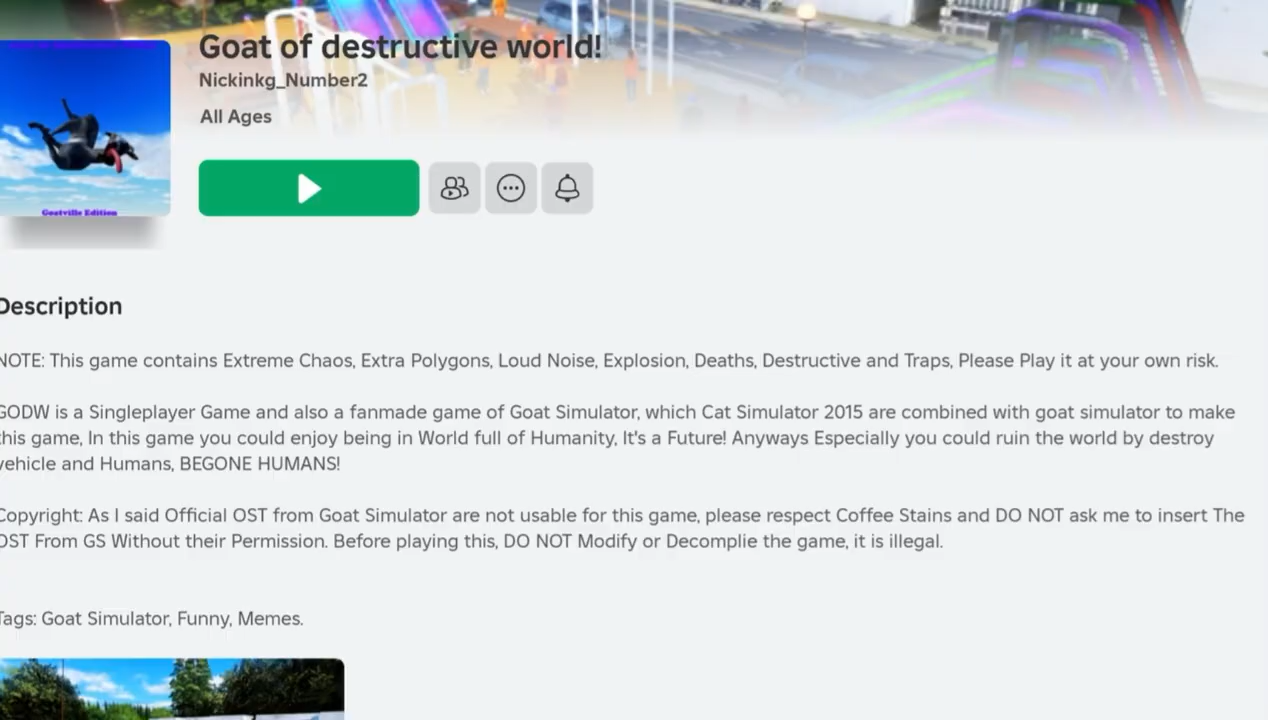 Goat of destructive world!
Nickinkg_Number2
All Ages
Goatville Edition
Description
NOTE: This game contains Extreme Chaos, Extra Polygons, Loud Noise, Explosion, Deaths, Destructive and Traps, Please Play it at your own risk.
GODW is a Singleplayer Game and also a fanmade game of Goat Simulator, which Cat Simulator 2015 are combined with goat simulator to make
this game, In this game you could enjoy being in World full of Humanity, It's a Future! Anyways Especially you could ruin the world by destroy
vehicle and Humans, BEGONE HUMANS!
Copyright: As I said Official OST from Goat Simulator are not usable for this game, please respect Coffee Stains and DO NOT ask me to insert The
OST From GS Without their Permission. Before playing this, DO NOT Modify or Decomplie the game, it is illegal.
Tags: Goat Simulator, Funny, Memes.